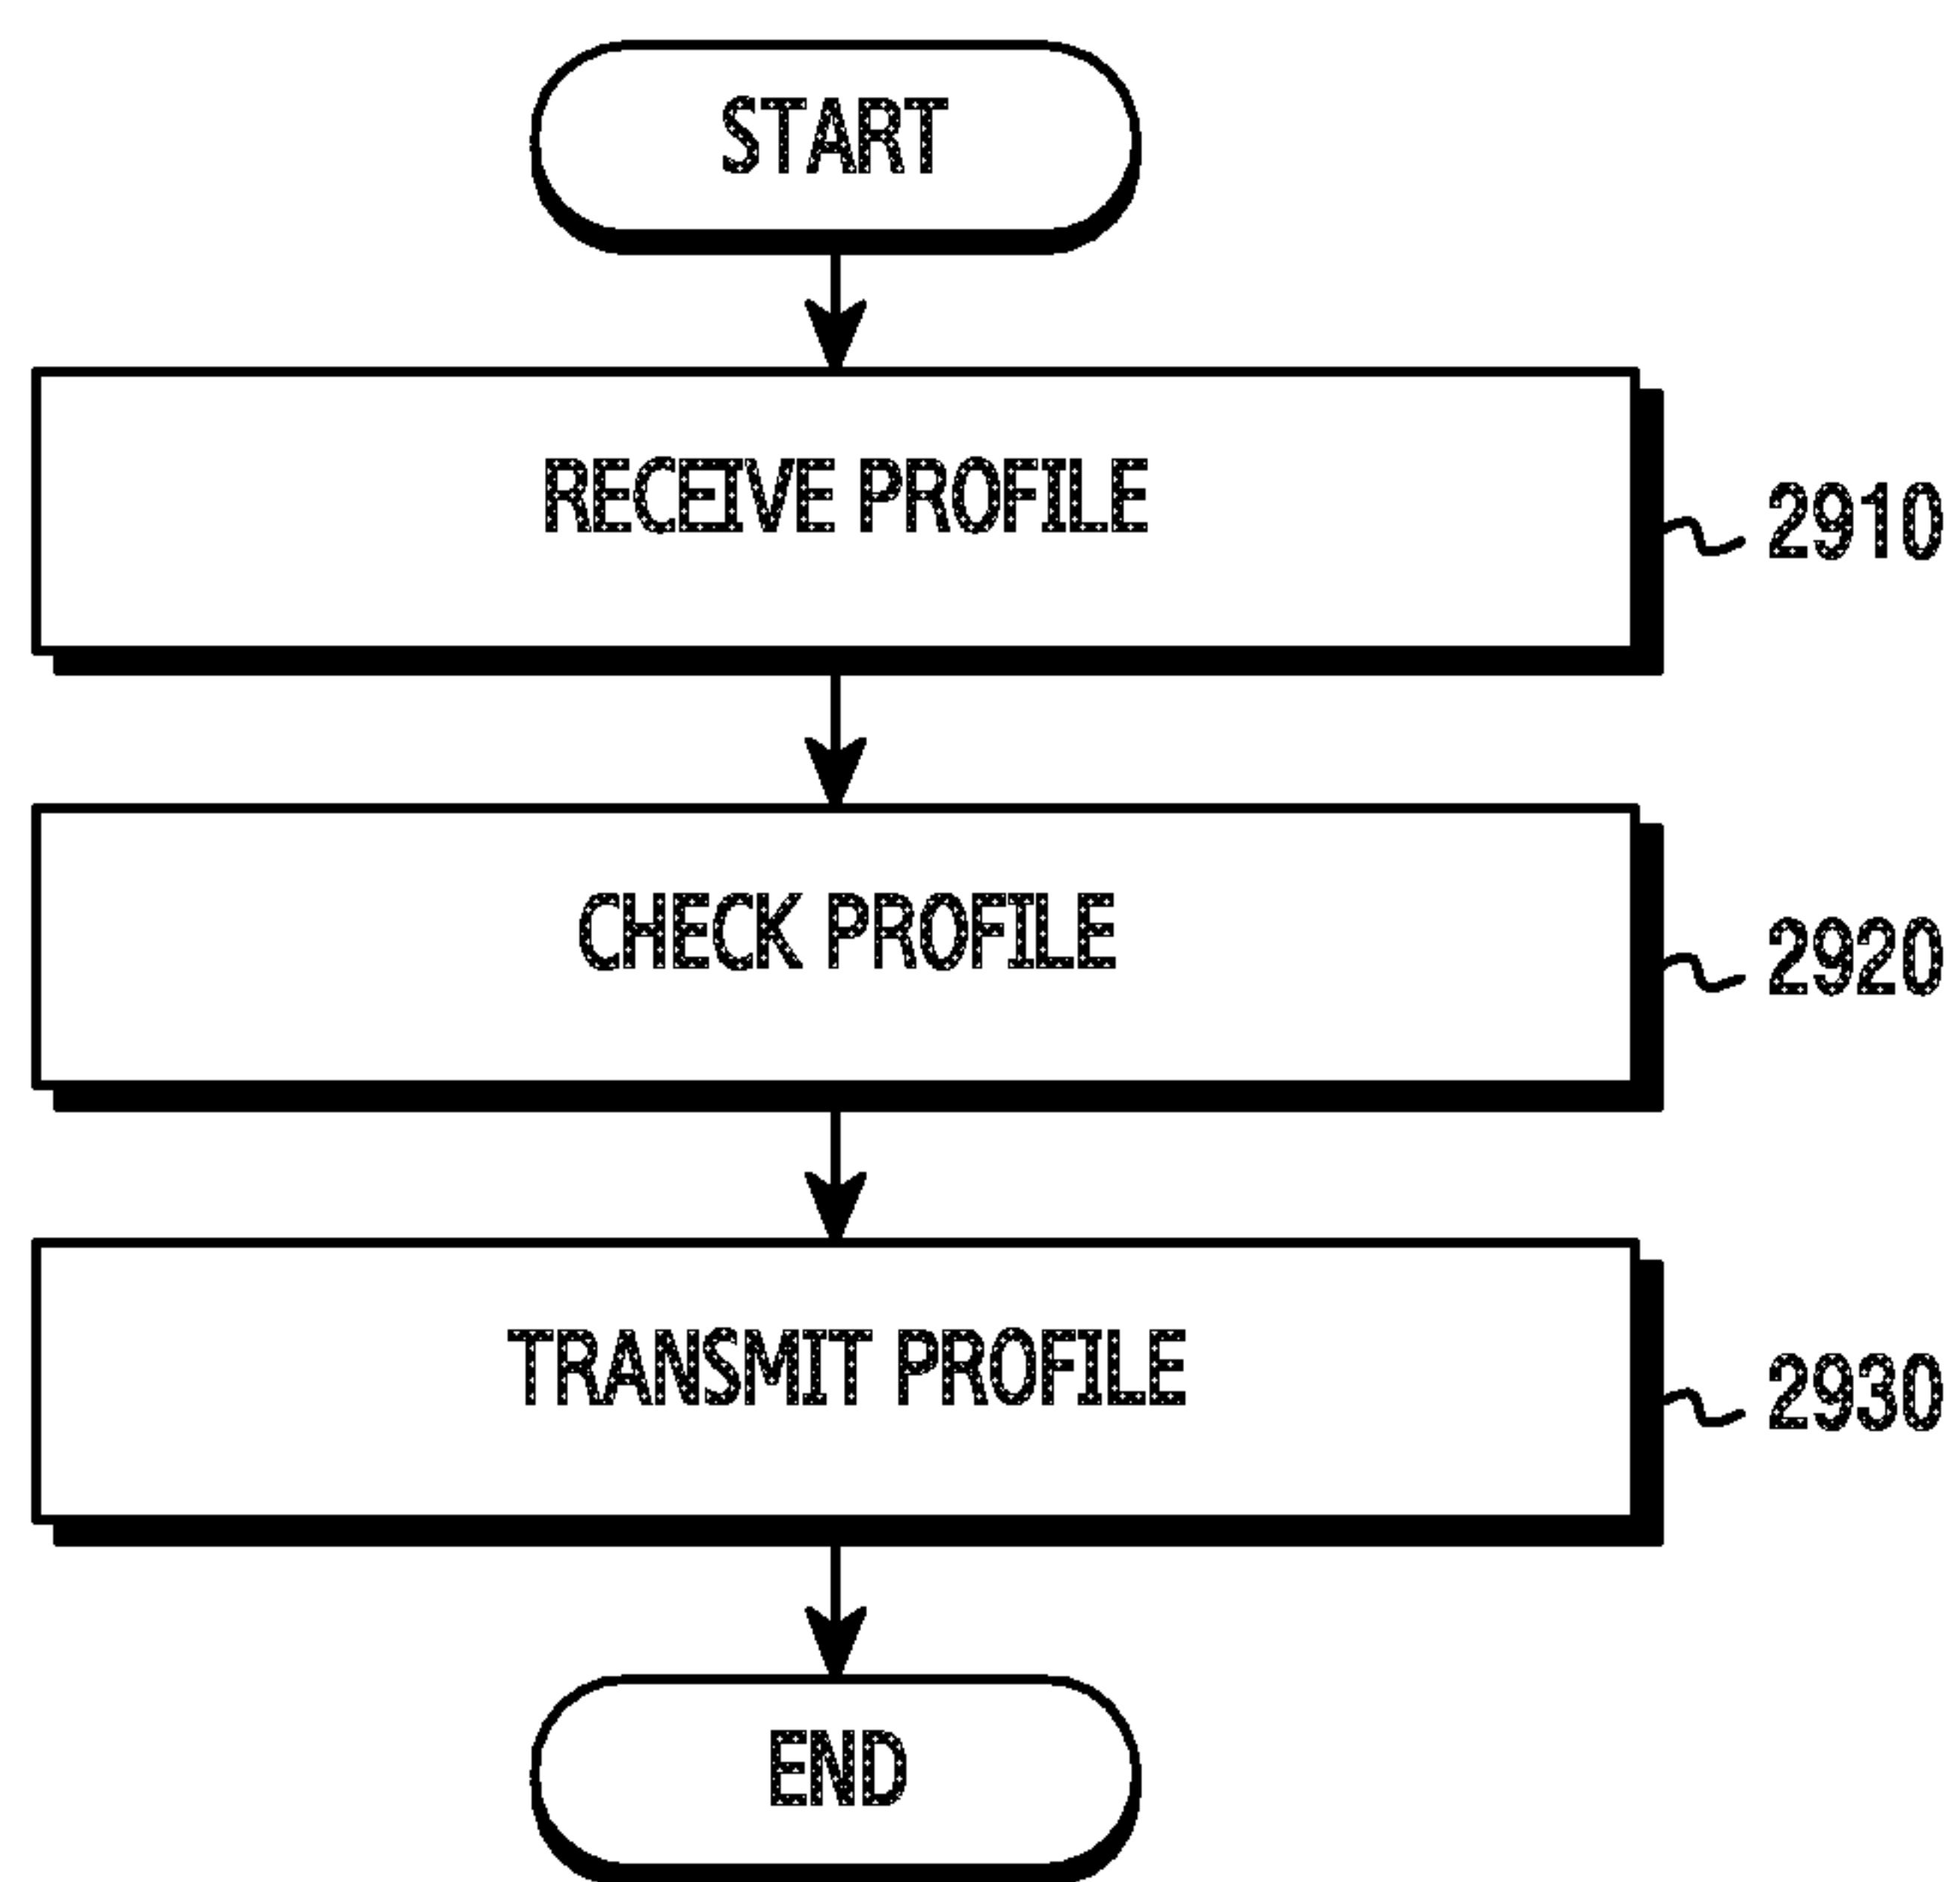 START
RECEIVE PROFILE
2910
CHECK PROFILE
2920
TRANSMIT PROFILE
2930
END